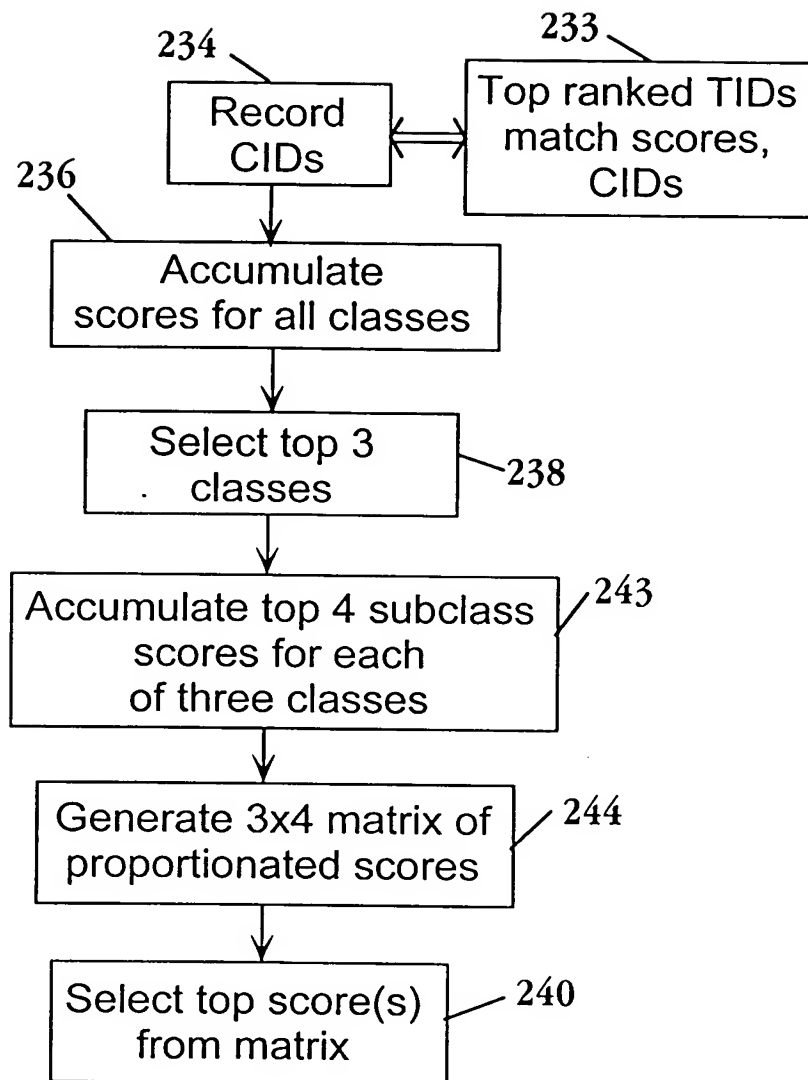 234
233
Record
CIDs
Top ranked TIDs
match scores,
CIDs
236
Accumulate
scores for all classes
Select top 3
classes
238
Accumulate top 4 subclass
scores for each
of three classes
243
Generate 3x4 matrix of
proportionated scores
244
Select top score(s)
from matrix
240